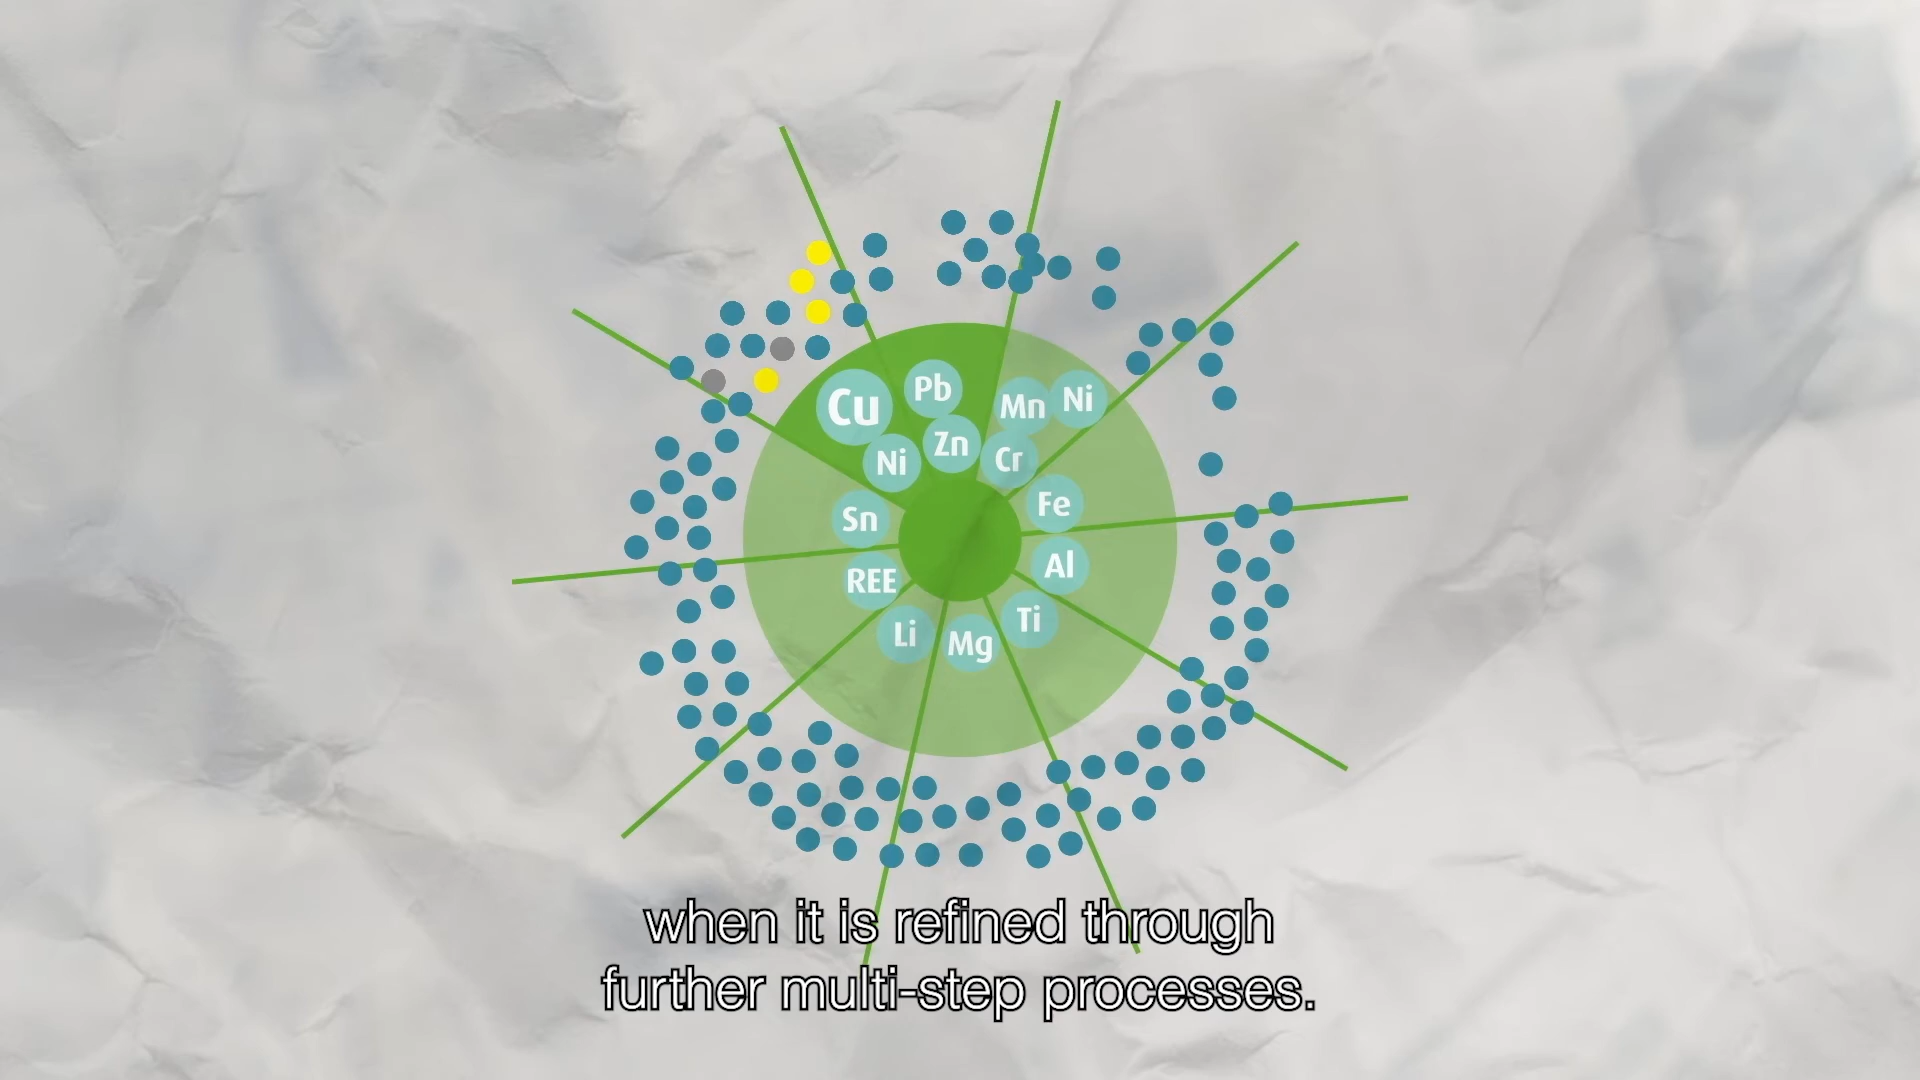 Cu
Pb
Mn
Ni
Ni
Zn
Cr
Sn
Fe
REE
Al
Li
Mg
Ti
when it is refined through
further multi-step processes.